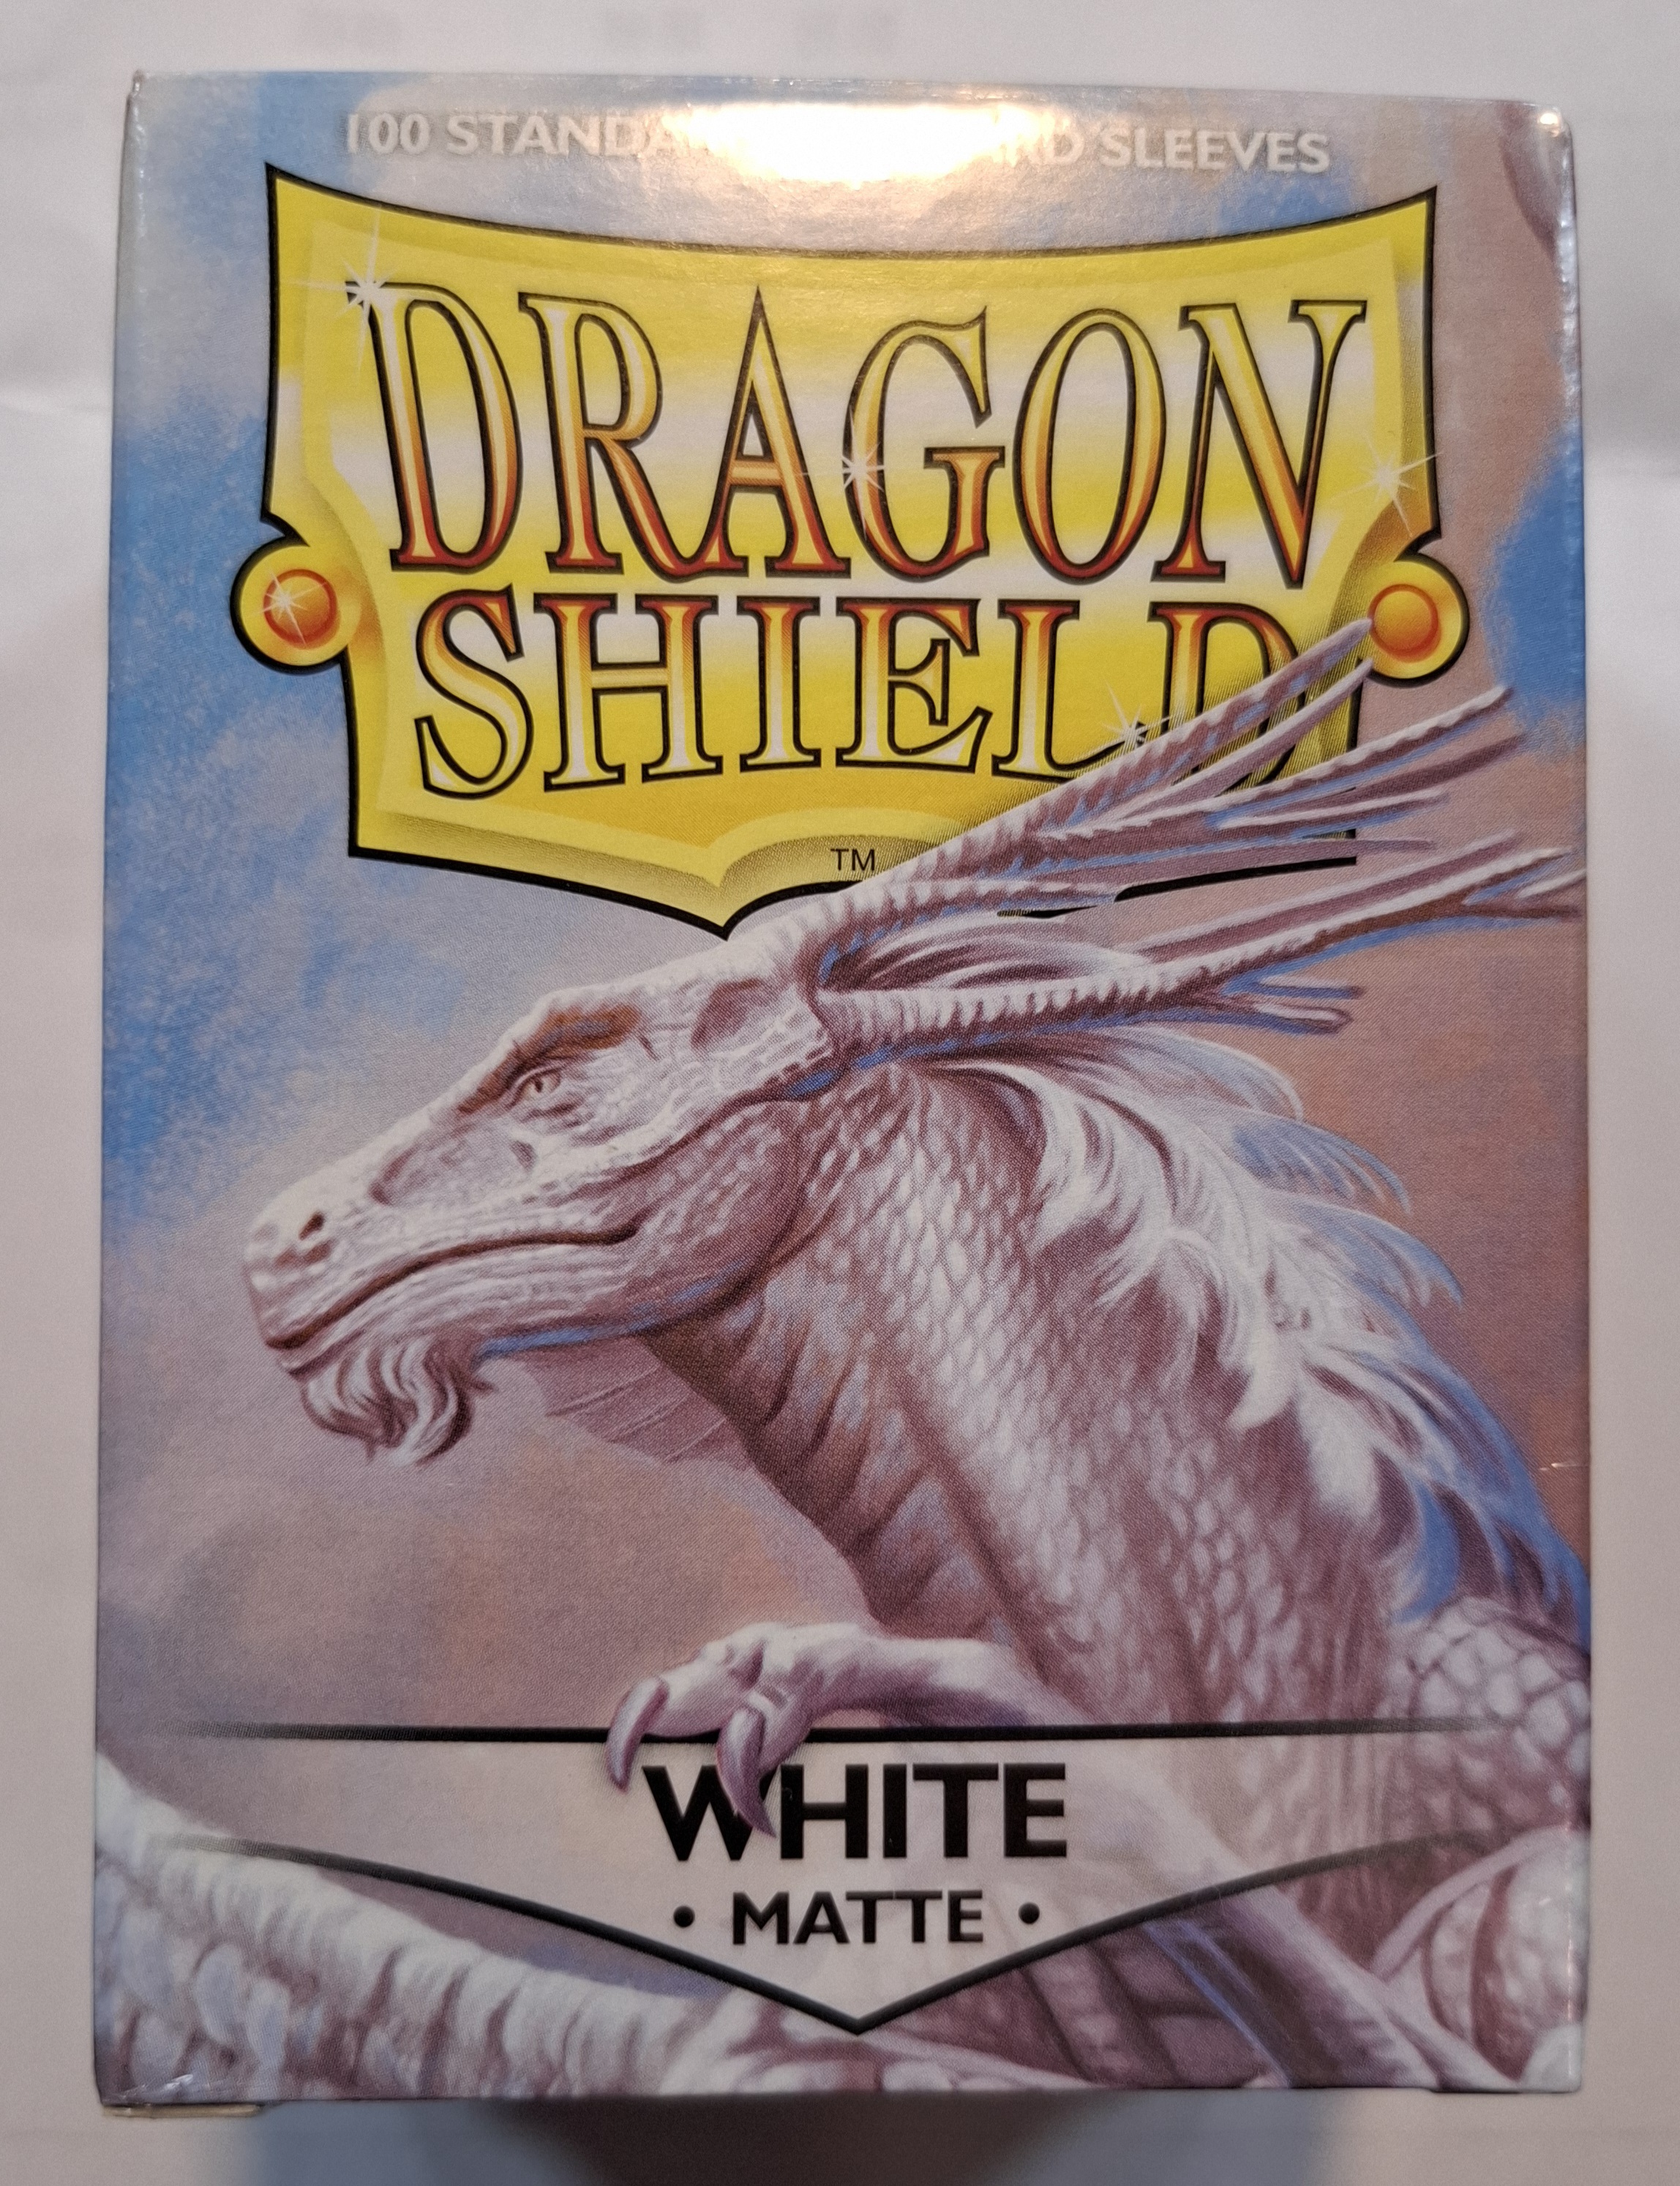 100 STANDA RD SLEEVES
DRAGON
SHIELD
TM
WHITE
• MATTE •